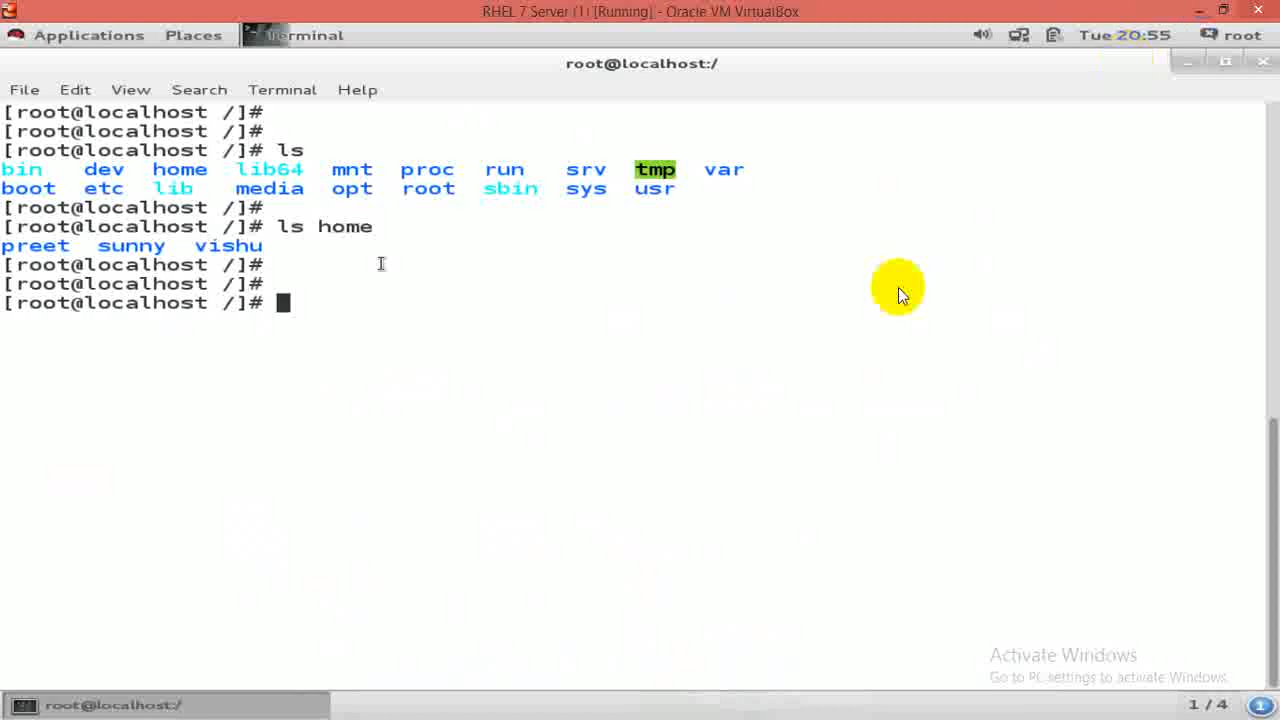 RHEL 7 Server (1) [Running] - Oracle VM VirtualBox
Applications Places Terminal Tue 20:55 root
root@localhost:/
File Edit View Search Terminal Help
[root@localhost /]#
[root@localhost /]#
[root@localhost /]# ls
bin dev home lib64 mnt proc run srv tmp var
boot etc lib media opt root sbin sys usr
[root@localhost /]#
[root@localhost /]# ls home
preet sunny vishu
[root@localhost /]#
[root@localhost /]#
[root@localhost /]#
Activate Windows
Go to PC settings to activate Windows.
root@localhost:/ 1 / 4 1